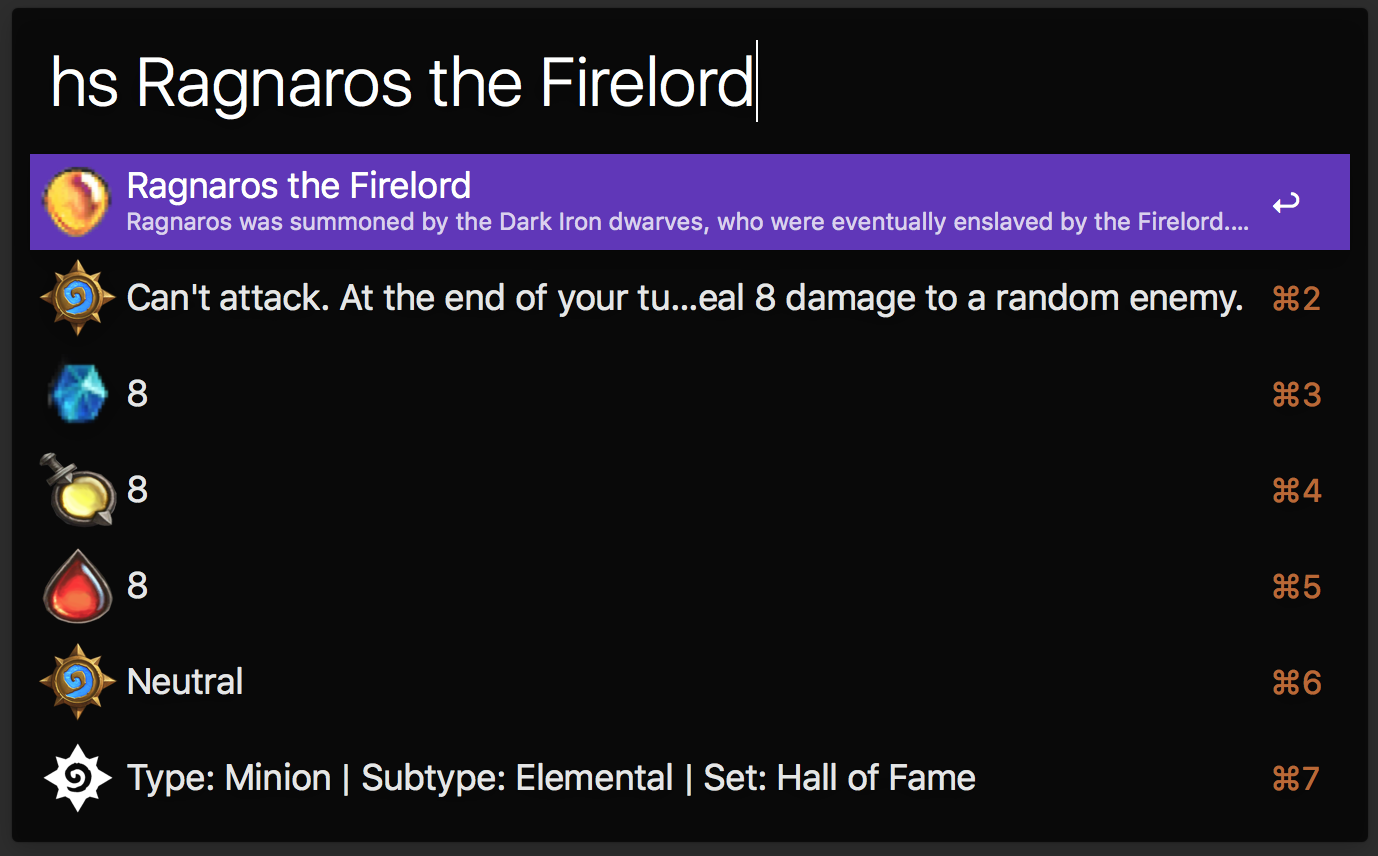 hs Ragnaros the Firelord
Ragnaros the Firelord
Ragnaros was summoned by the Dark Iron dwarves, who were eventually enslaved by the Firelord....
Can't attack. At the end of your tu...eal 8 damage to a random enemy. ⌘2
8 ⌘3
8 ⌘4
8 ⌘5
Neutral ⌘6
Type: Minion | Subtype: Elemental | Set: Hall of Fame ⌘7